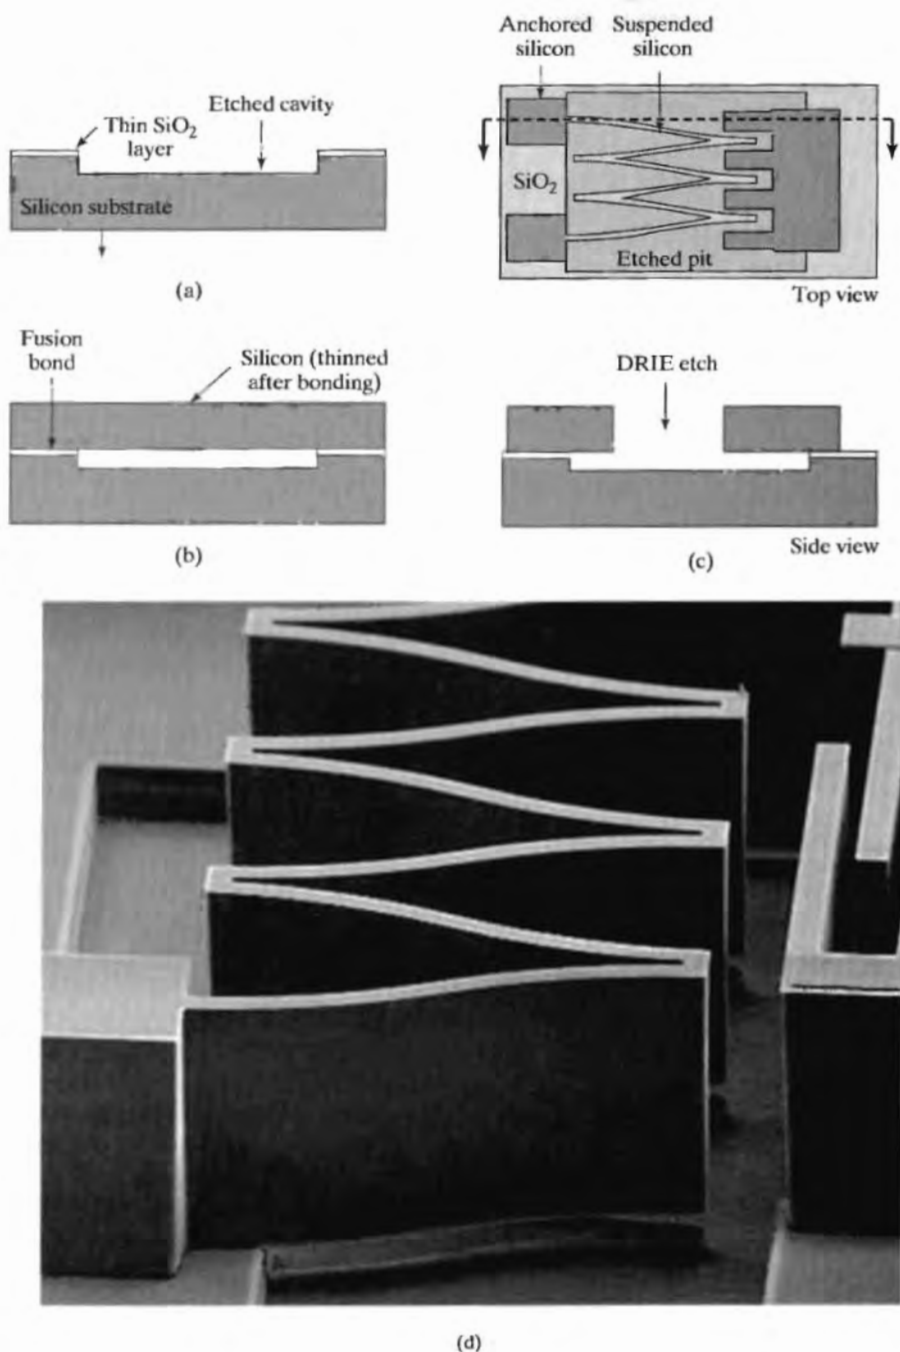 Etched cavity
Thin SiO₂
layer
Silicon substrate
(a)
Anchored
silicon
Suspended
silicon
SiO₂
Etched pit
Top view
Fusion
bond
Silicon (thinned
after bonding)
(b)
DRIE etch
Side view
(c)
(d)